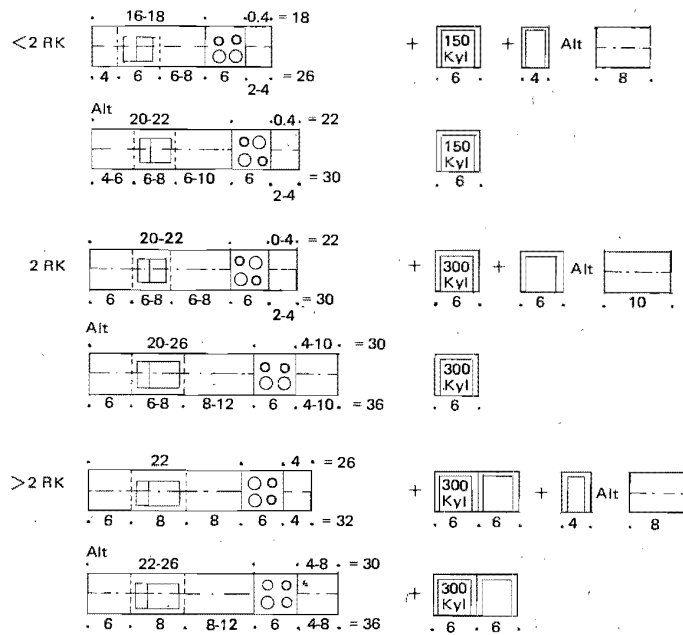 16-18 0.4 = 18
<2 RK + 150 Kyl + Alt
4 6 6-8 6 = 26 6 4 8
2-4
Alt
20-22 0.4 = 22
150 Kyl
4-6 6-8 6-10 6 = 30 6
2-4
20-22 0-4 = 22
2 RK + 300 Kyl + Alt
6 6-8 6-8 6 = 30 6 6 10
2-4
Alt
20-26 4-10 = 30
300 Kyl
6 6-8 8-12 6 4-10 = 36 6
22 4 = 26
>2 RK + 300 Kyl + Alt
6 8 8 6 4 = 32 6 6 4 8
Alt
22-26 4-8 = 30
+ 300 Kyl
6 8 8-12 6 4-8 = 36 6 6